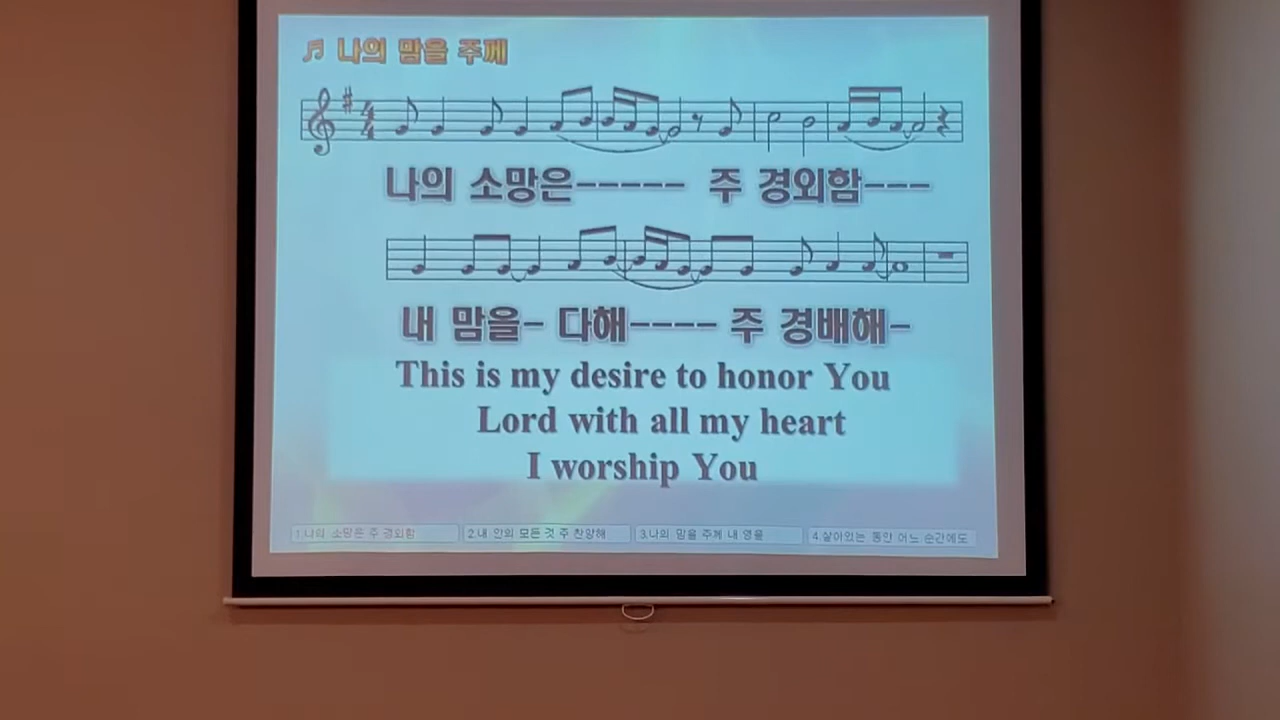 ♬ 나의 맘을 주께
나의 소망은----- 주 경외함---
내 맘을- 다해---- 주 경배해-
This is my desire to honor You
Lord with all my heart
I worship You
1.나의 소망은 주 경외함 2.내 안의 모든 것 주 찬양해 3.나의 맘을 주께 내 영을 4.살아있는 동안 어느 순간에도